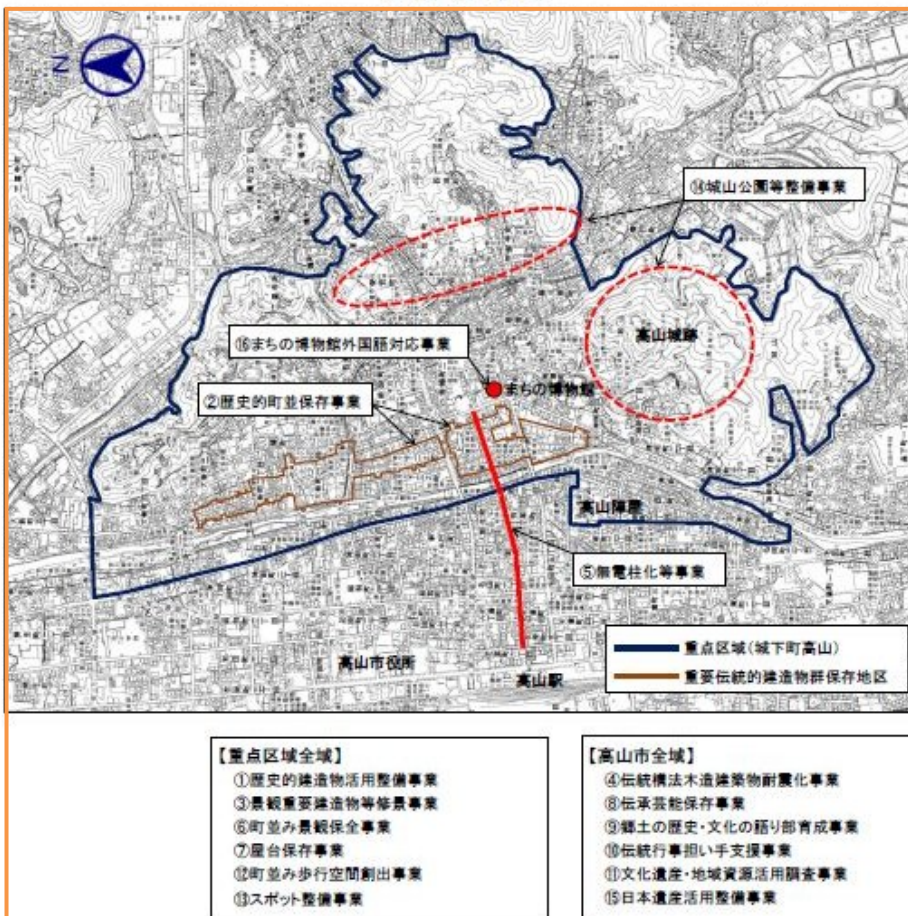 N
⑭城山公園等整備事業
高山城跡
⑯まちの博物館外国語対応事業
まちの博物館
②歴史的町並保存事業
高山陣屋
⑤無電柱化等事業
高山市役所
高山駅
重点区域(城下町高山)
重要伝統的建造物群保存地区
【重点区域全域】
①歴史的建造物活用整備事業
③景観重要建造物等修景事業
⑥町並み景観保全事業
⑦屋台保存事業
⑫町並み歩行空間創出事業
⑬スポット整備事業
【高山市全域】
④伝統構法木造建築物耐震化事業
⑧伝承芸能保存事業
⑨郷土の歴史・文化の語り部育成事業
⑩伝統行事担い手支援事業
⑪文化遺産・地域資源活用調査事業
⑮日本遺産活用整備事業